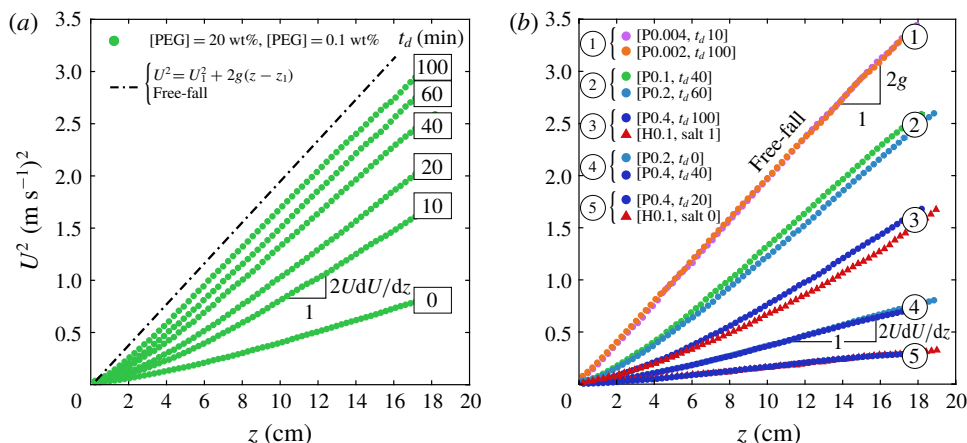 (a)
[PEG] = 20 wt%, [PEG] = 0.1 wt%
t_d (min)
U² = U₁² + 2g(z − z₁)
Free-fall
100
60
40
20
10
0
2UdU/dz
1
3.5
3.0
2.5
2.0
1.5
1.0
0.5
0
2
4
6
8
10
12
14
16
18
20
U² (m s⁻¹)²
z (cm)
(b)
1
[P0.004, t_d 10]
[P0.002, t_d 100]
2
[P0.1, t_d 40]
[P0.2, t_d 60]
3
[P0.4, t_d 100]
[H0.1, salt 1]
4
[P0.2, t_d 0]
[P0.4, t_d 40]
5
[P0.4, t_d 20]
[H0.1, salt 0]
Free-fall
2g
1
1
2
3
4
5
2UdU/dz
1
3.5
3.0
2.5
2.0
1.5
1.0
0.5
0
2
4
6
8
10
12
14
16
18
20
z (cm)